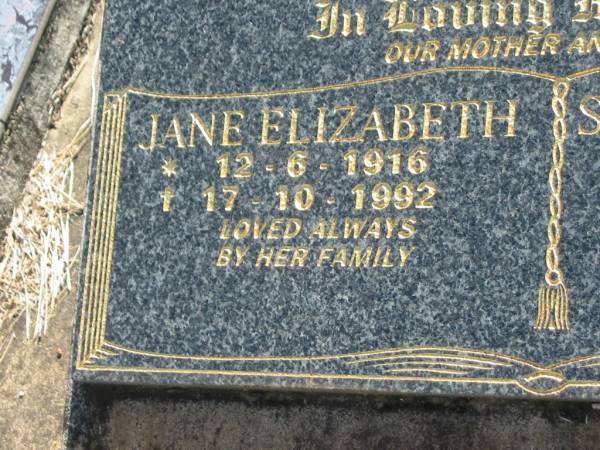 In Loving
OUR MOTHER AN
JANE ELIZABETH S
* 12 - 6 - 1916
† 17 - 10 - 1992
LOVED ALWAYS
BY HER FAMILY